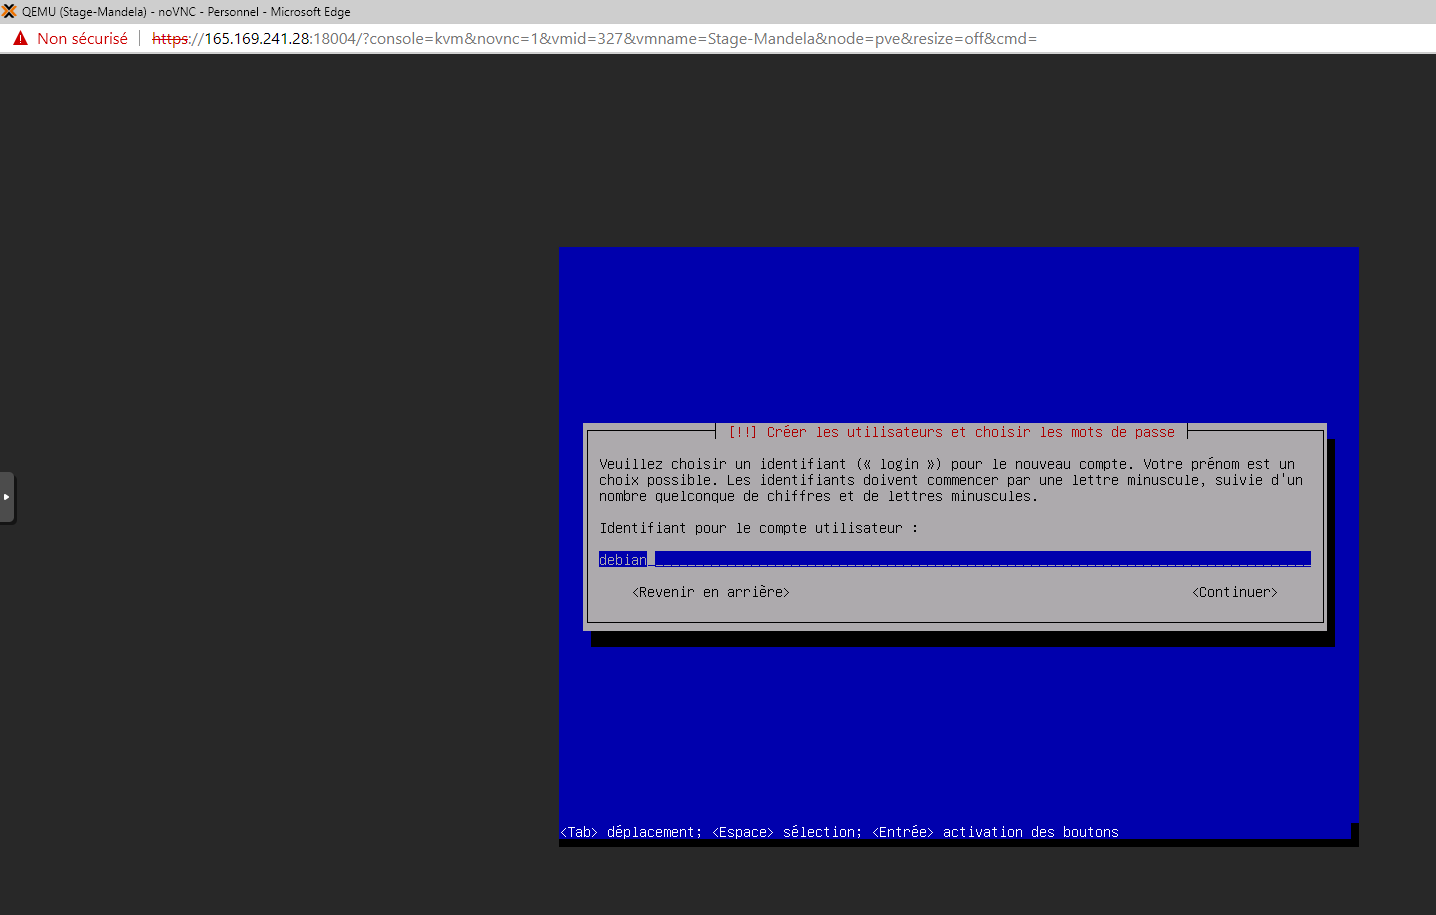 QEMU (Stage-Mandela) - noVNC - Personnel - Microsoft Edge
Non sécurisé | https://165.169.241.28:18004/?console=kvm&novnc=1&vmid=327&vmname=Stage-Mandela&node=pve&resize=off&cmd=
[!!] Créer les utilisateurs et choisir les mots de passe
Veuillez choisir un identifiant (« login ») pour le nouveau compte. Votre prénom est un
choix possible. Les identifiants doivent commencer par une lettre minuscule, suivie d'un
nombre quelconque de chiffres et de lettres minuscules.
Identifiant pour le compte utilisateur :
debian
<Revenir en arrière> <Continuer>
<Tab> déplacement; <Espace> sélection; <Entrée> activation des boutons